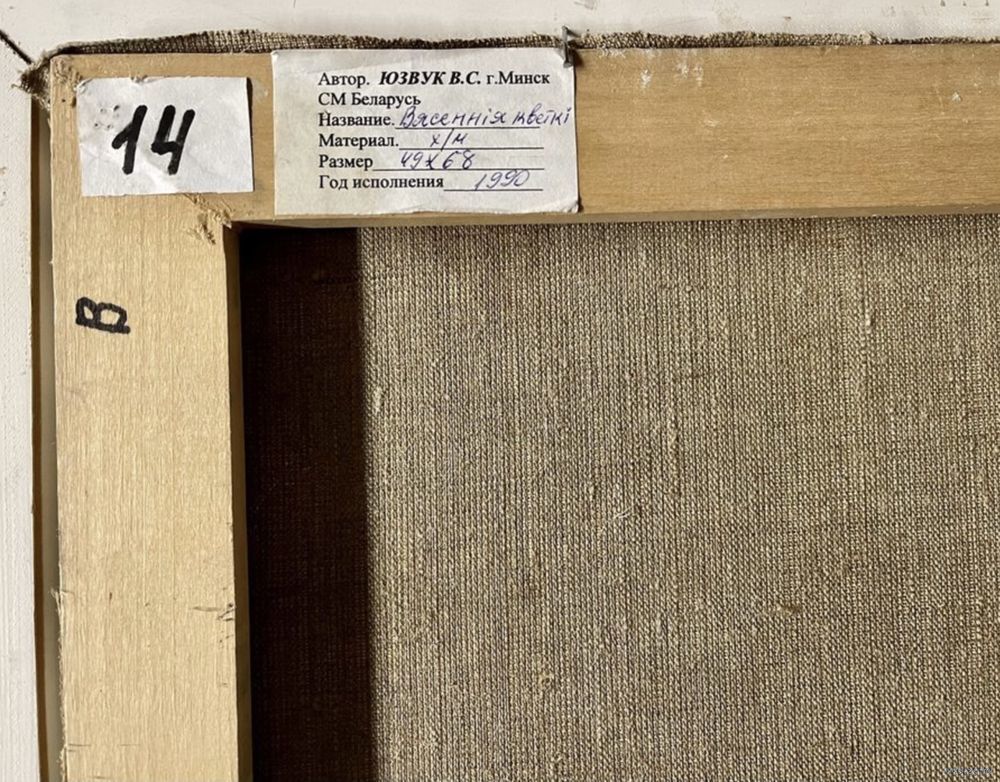 14
Автор. ЮЗВУК В.С. г.Минск
СМ Беларусь
Название. Вясеннія кветкі
Материал. х/м
Размер 49х68
Год исполнения 1990
В